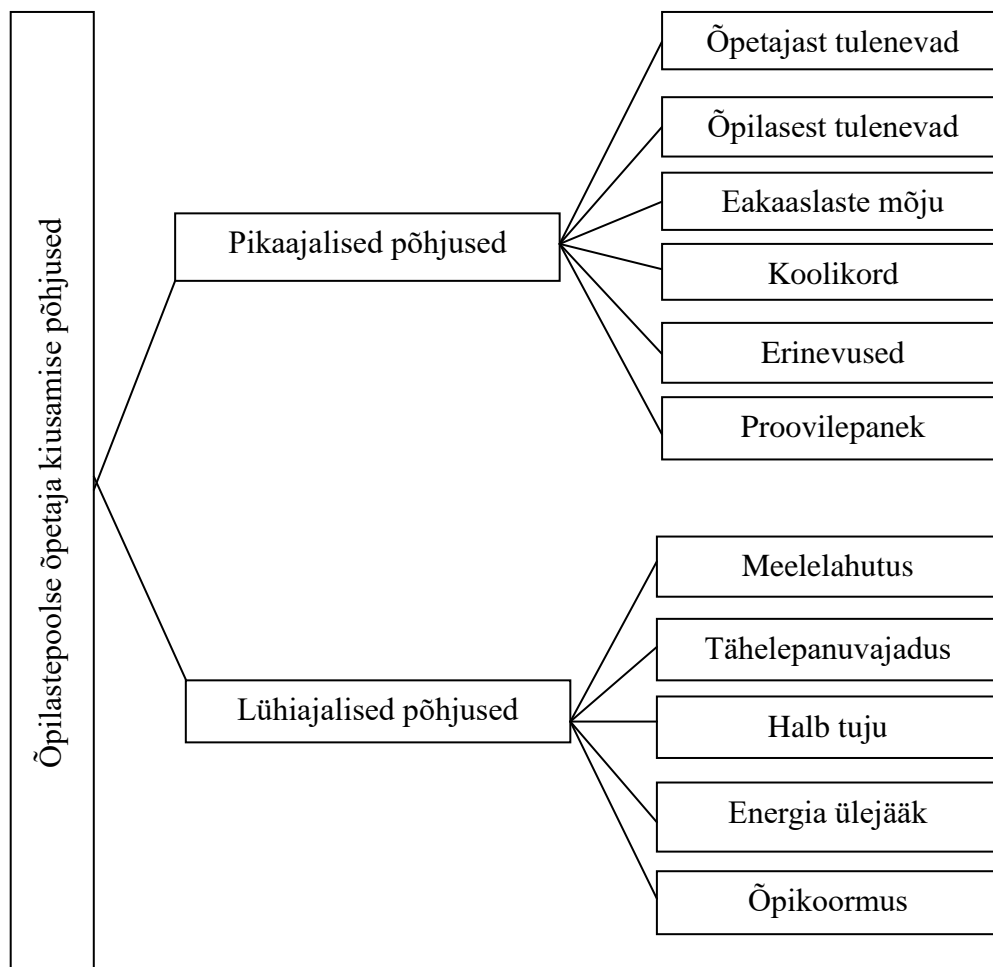 Õpilastepoolse õpetaja kiusamise põhjused
Pikaajalised põhjused
Õpetajast tulenevad
Õpilasest tulenevad
Eakaaslaste mõju
Koolikord
Erinevused
Proovilepanek
Lühiajalised põhjused
Meelelahutus
Tähelepanuvajadus
Halb tuju
Energia ülejääk
Õpikoormus